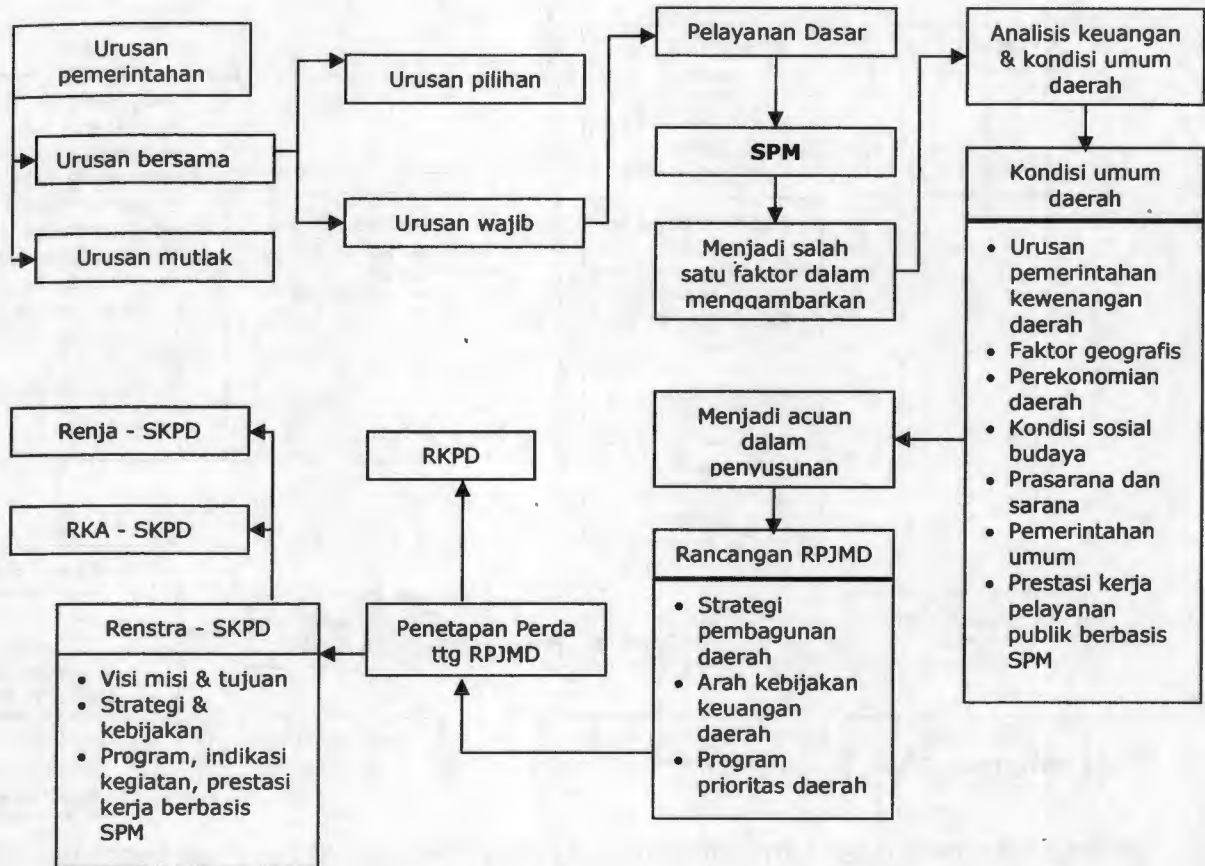 Urusan
pemerintahan
Urusan bersama
Urusan mutlak
Urusan pilihan
Urusan wajib
Pelayanan Dasar
SPM
Menjadi salah
satu faktor dalam
menggambarkan
Analisis keuangan
& kondisi umum
daerah
Kondisi umum
daerah
• Urusan
pemerintahan
kewenangan
daerah
• Faktor geografis
• Perekonomian
daerah
• Kondisi sosial
budaya
• Prasarana dan
sarana
• Pemerintahan
umum
• Prestasi kerja
pelayanan
publik berbasis
SPM
Menjadi acuan
dalam
penyusunan
Rancangan RPJMD
• Strategi
pembagunan
daerah
• Arah kebijakan
keuangan
daerah
• Program
prioritas daerah
Penetapan Perda
ttg RPJMD
RKPD
Renstra - SKPD
• Visi misi & tujuan
• Strategi &
kebijakan
• Program, indikasi
kegiatan, prestasi
kerja berbasis
SPM
Renja - SKPD
RKA - SKPD